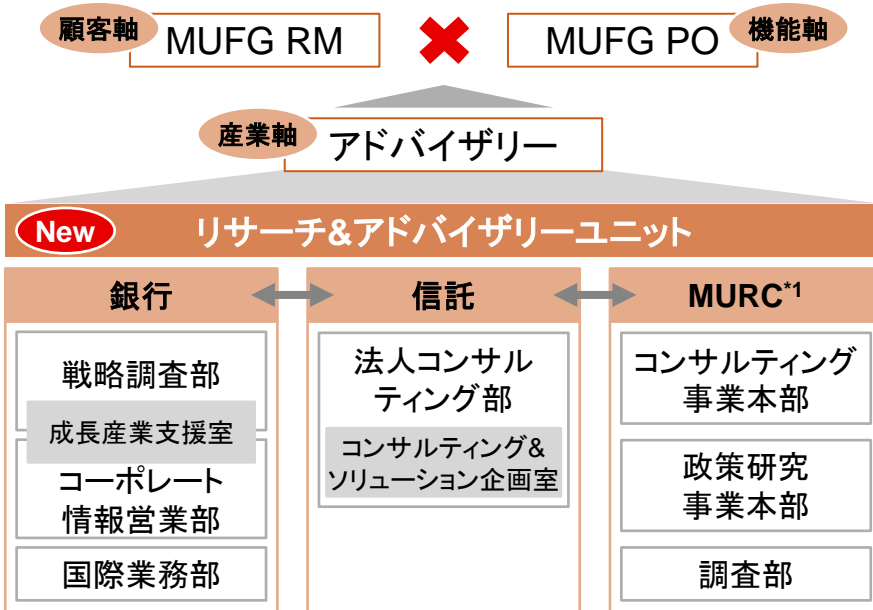 顧客軸
MUFG RM
MUFG PO
機能軸
産業軸
アドバイザリー
New
リサーチ&アドバイザリーユニット
銀行
戦略調査部
成長産業支援室
コーポレート
情報営業部
国際業務部
信託
法人コンサル
ティング部
コンサルティング&
ソリューション企画室
MURC*1
コンサルティング
事業本部
政策研究
事業本部
調査部